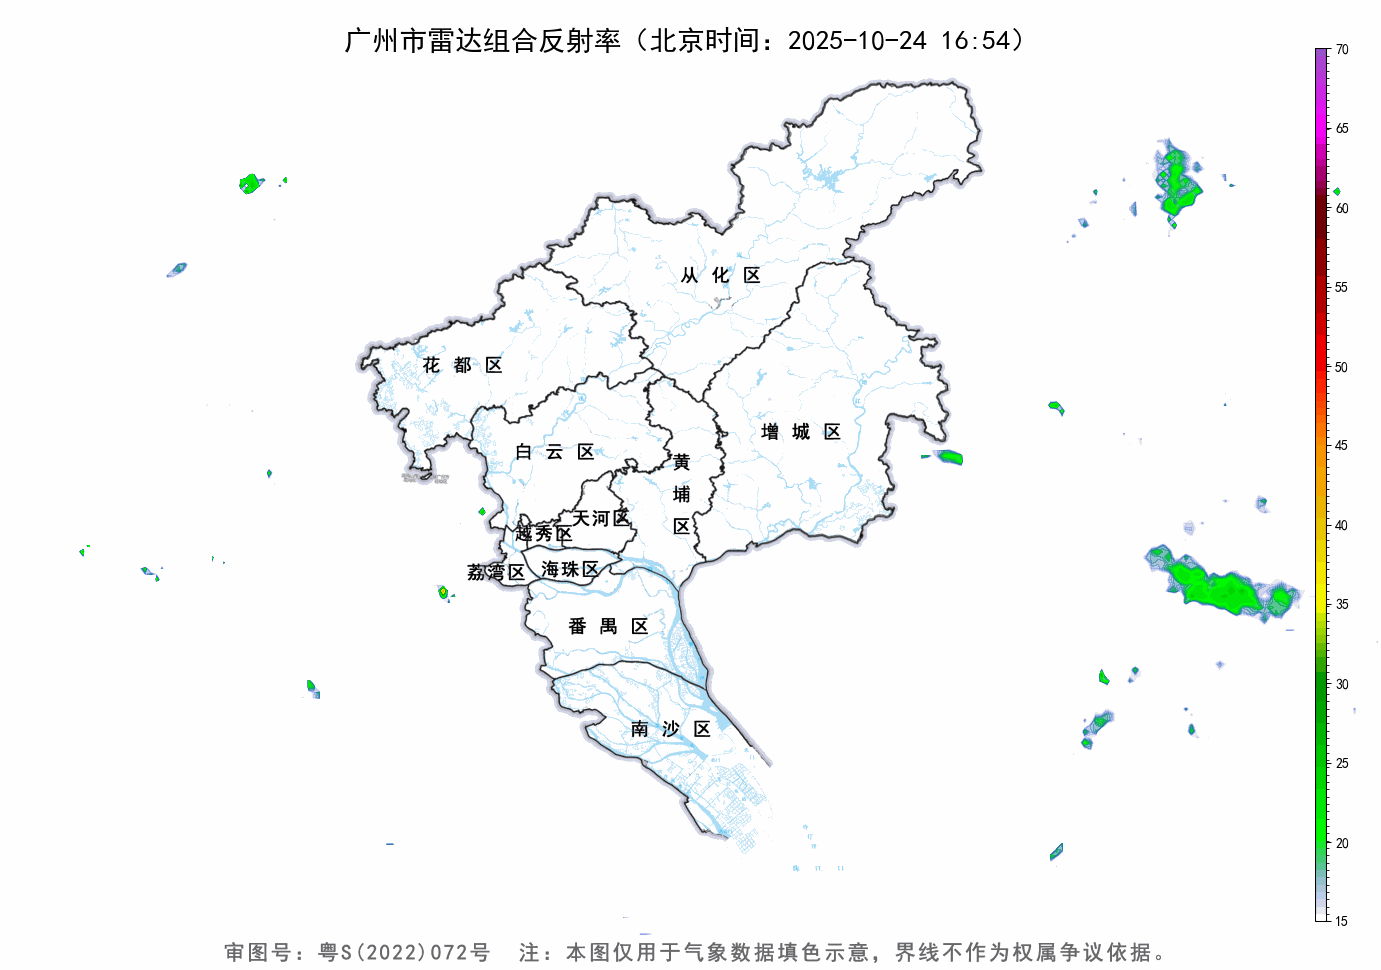 广州市雷达组合反射率（北京时间：2025-10-24 16:54）
70
65
60
55
50
45
40
35
30
25
20
15
从化区
花都区
增城区
白云区
黄埔区
天河区
越秀区
海珠区
荔湾区
番禺区
南沙区
审图号：粤S(2022)072号 注：本图仅用于气象数据填色示意，界线不作为权属争议依据。